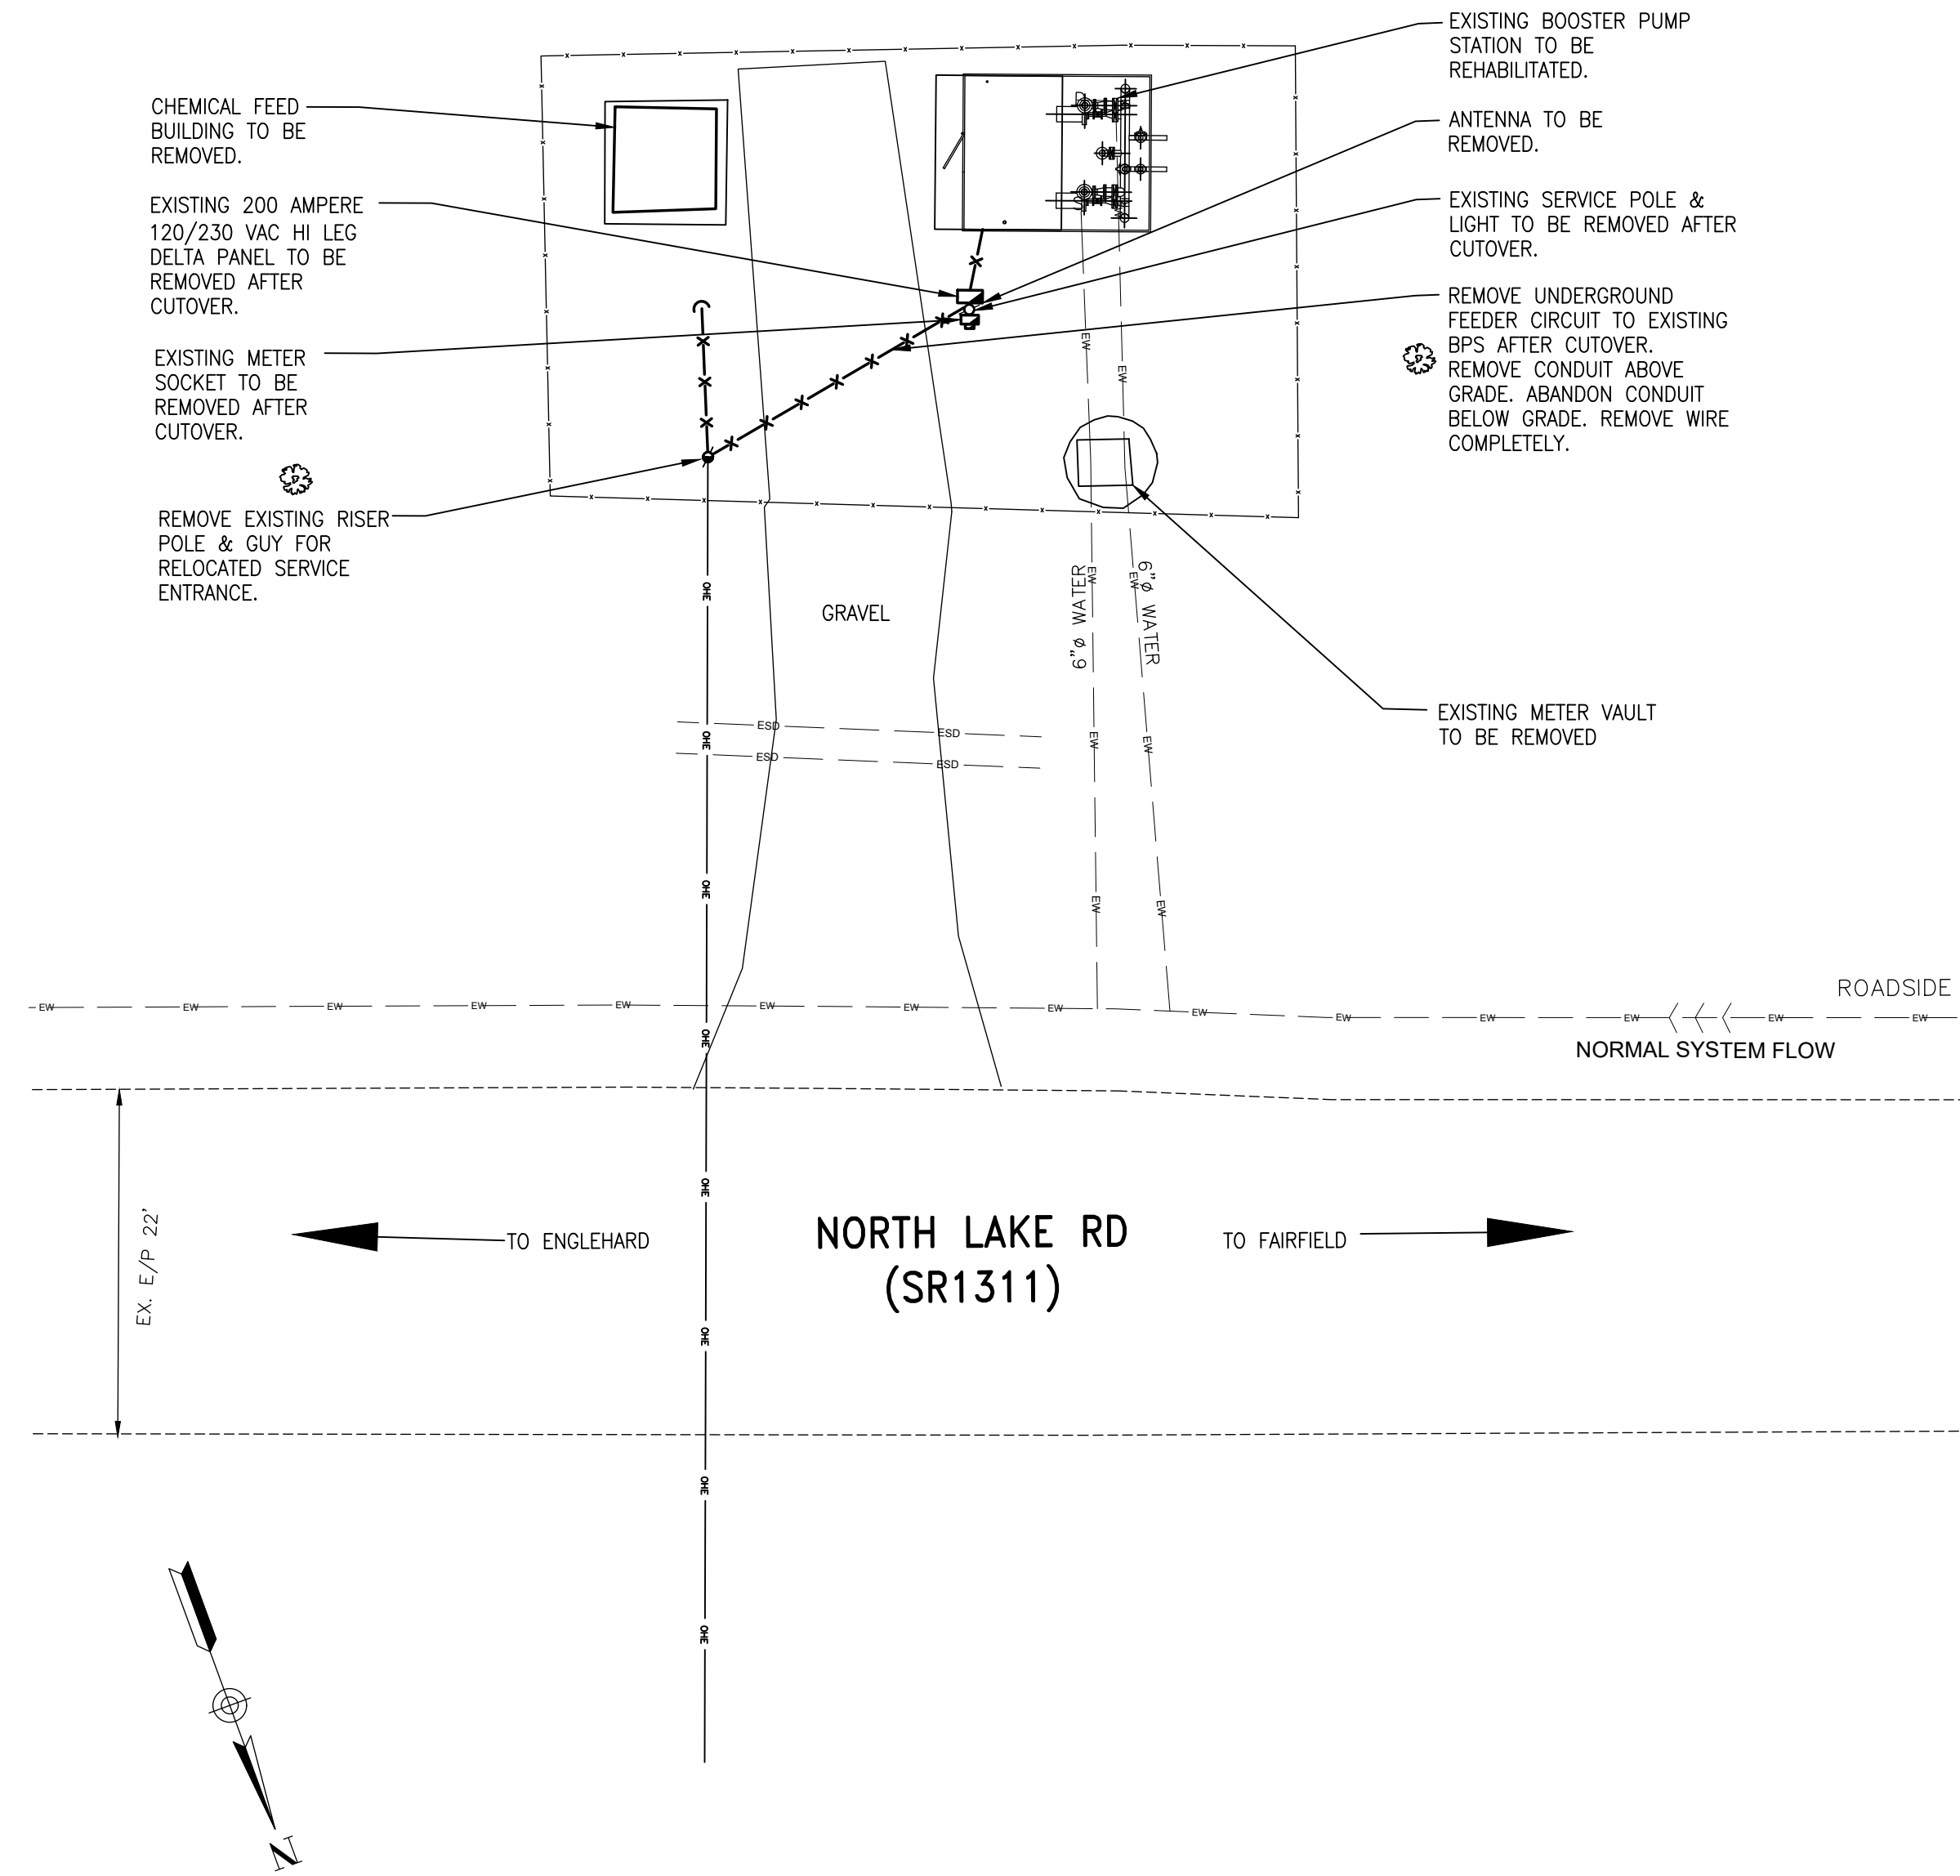 EXISTING BOOSTER PUMP
STATION TO BE
REHABILITATED.
CHEMICAL FEED
BUILDING TO BE
REMOVED.
ANTENNA TO BE
REMOVED.
EXISTING 200 AMPERE
120/230 VAC HI LEG
DELTA PANEL TO BE
REMOVED AFTER
CUTOVER.
EXISTING SERVICE POLE &
LIGHT TO BE REMOVED AFTER
CUTOVER.
REMOVE UNDERGROUND
FEEDER CIRCUIT TO EXISTING
BPS AFTER CUTOVER.
REMOVE CONDUIT ABOVE
GRADE. ABANDON CONDUIT
BELOW GRADE. REMOVE WIRE
COMPLETELY.
EXISTING METER
SOCKET TO BE
REMOVED AFTER
CUTOVER.
REMOVE EXISTING RISER
POLE & GUY FOR
RELOCATED SERVICE
ENTRANCE.
EW
EW
EW
EW
6"ø WATER
6"ø WATER
GRAVEL
OHE
EXISTING METER VAULT
TO BE REMOVED
ESD
ESD
ESD
ESD
OHE
EW
EW
OHE
EW
EW
ROADSIDE
EW EW EW EW EW EW EW EW EW EW EW EW EW EW
NORMAL SYSTEM FLOW
OHE
OHE
EX. E/P 22'
TO ENGLEHARD
NORTH LAKE RD
(SR1311)
TO FAIRFIELD
OHE
OHE
OHE
N